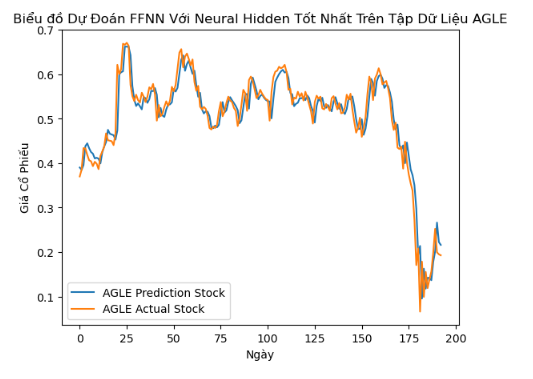 Biểu đồ Dự Đoán FFNN Với Neural Hidden Tốt Nhất Trên Tập Dữ Liệu AGLE
0.7
0.6
0.5
0.4
0.3
0.2
0.1
Giá Cổ Phiếu
AGLE Prediction Stock
AGLE Actual Stock
0 25 50 75 100 125 150 175 200
Ngày